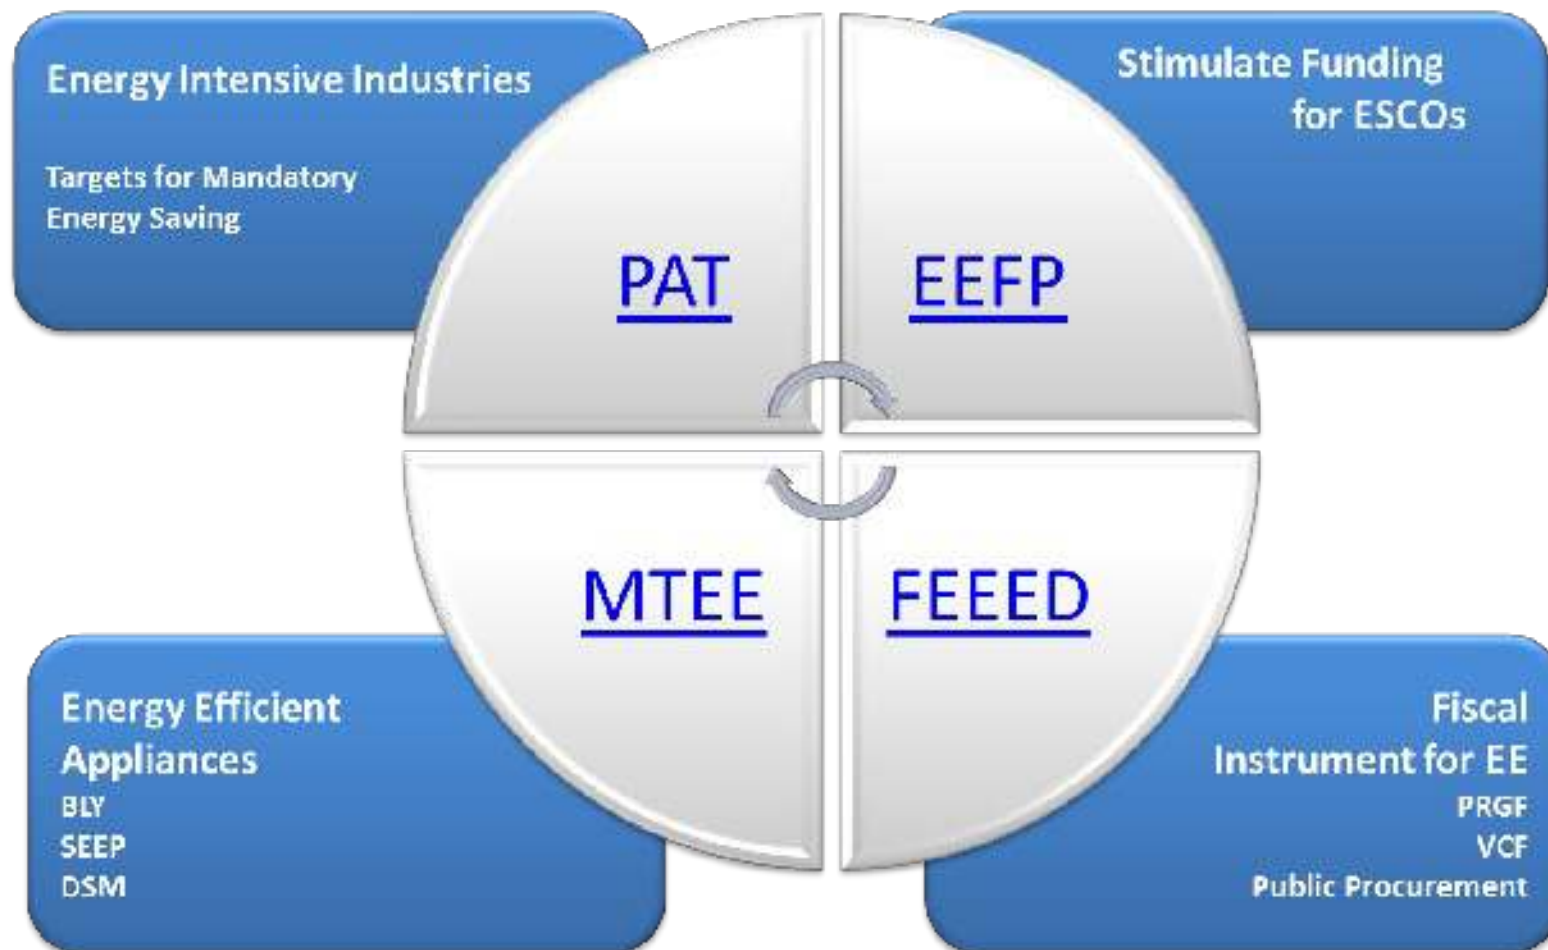 Energy Intensive Industries
Targets for Mandatory
Energy Saving
Stimulate Funding
for ESCOs
PAT
EEFP
MTEE
FEEED
Energy Efficient
Appliances
BLY
SEEP
DSM
Fiscal
Instrument for EE
PRGF
VCF
Public Procurement